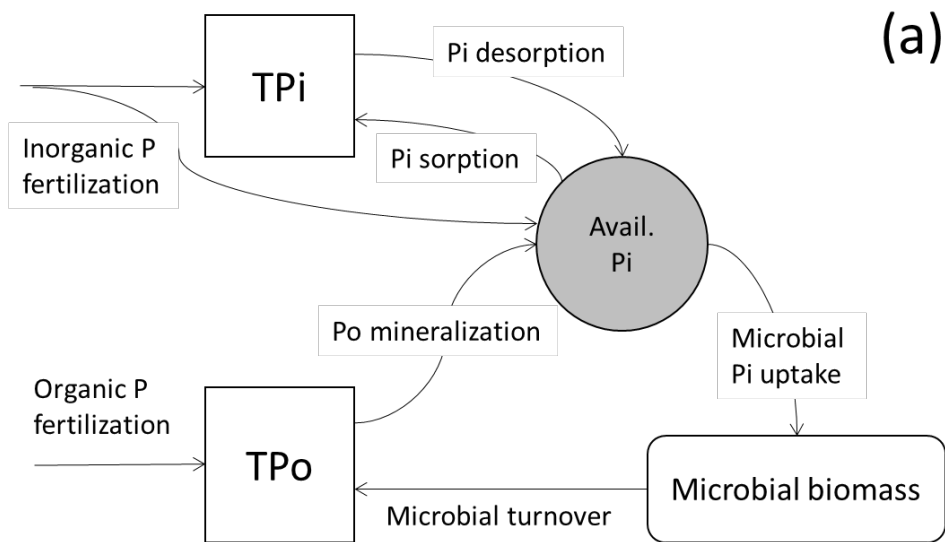 (a)
Pi desorption
TPi
Pi sorption
Inorganic P
fertilization
Avail.
Pi
Po mineralization
Microbial
Pi uptake
Organic P
fertilization
TPo
Microbial biomass
Microbial turnover